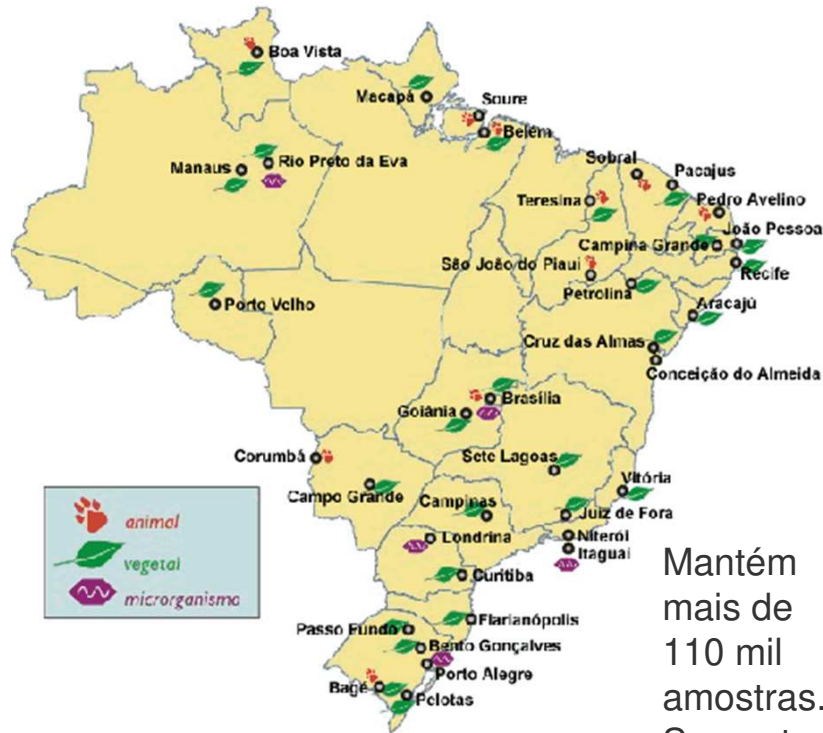 Boa Vista
Macapá
Soure
Belém
Manaus
Rio Preto da Eva
Sobral
Pacajus
Teresina
Pedro Avelino
João Pessoa
Campina Grande
São João do Piauí
Recife
Petrolina
Porto Velho
Aracajú
Cruz das Almas
Conceição do Almeida
Brasília
Goiânia
Corumbá
Sete Lagoas
Vitória
Campo Grande
Campinas
Juiz de Fora
Londrina
Niterói
Itaguaí
Curitiba
Flarianópolis
Passo Fundo
Bento Gonçalves
Porto Alegre
Bagé
Pelotas
animal
vegetal
microrganismo
Mantém
mais de
110 mil
amostras.